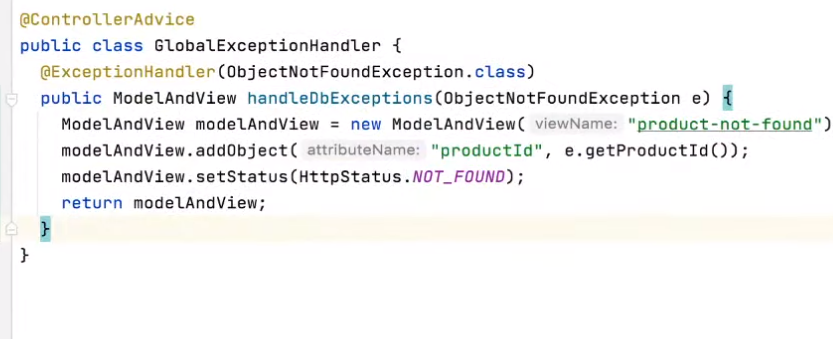 @ControllerAdvice
public class GlobalExceptionHandler {
@ExceptionHandler(ObjectNotFoundException.class)
public ModelAndView handleDbExceptions(ObjectNotFoundException e) {
ModelAndView modelAndView = new ModelAndView( viewName: "product-not-found")
modelAndView.addObject( attributeName: "productId", e.getProductId());
modelAndView.setStatus(HttpStatus.NOT_FOUND);
return modelAndView;
}
}